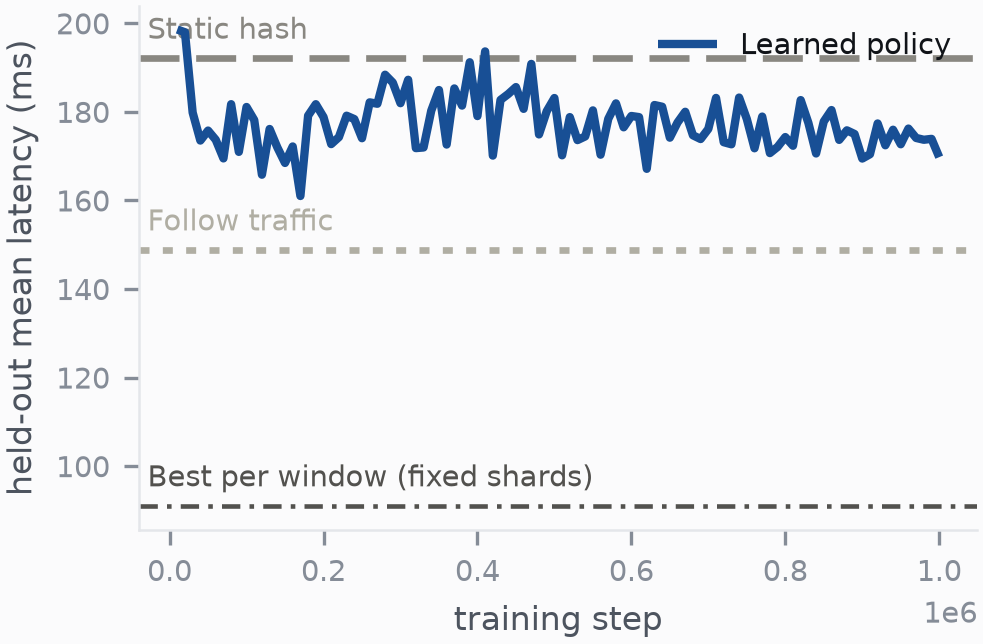 held-out mean latency (ms)
200
180
160
140
120
100
Static hash
Learned policy
Follow traffic
Best per window (fixed shards)
0.0
0.2
0.4
0.6
0.8
1.0
1e6
training step